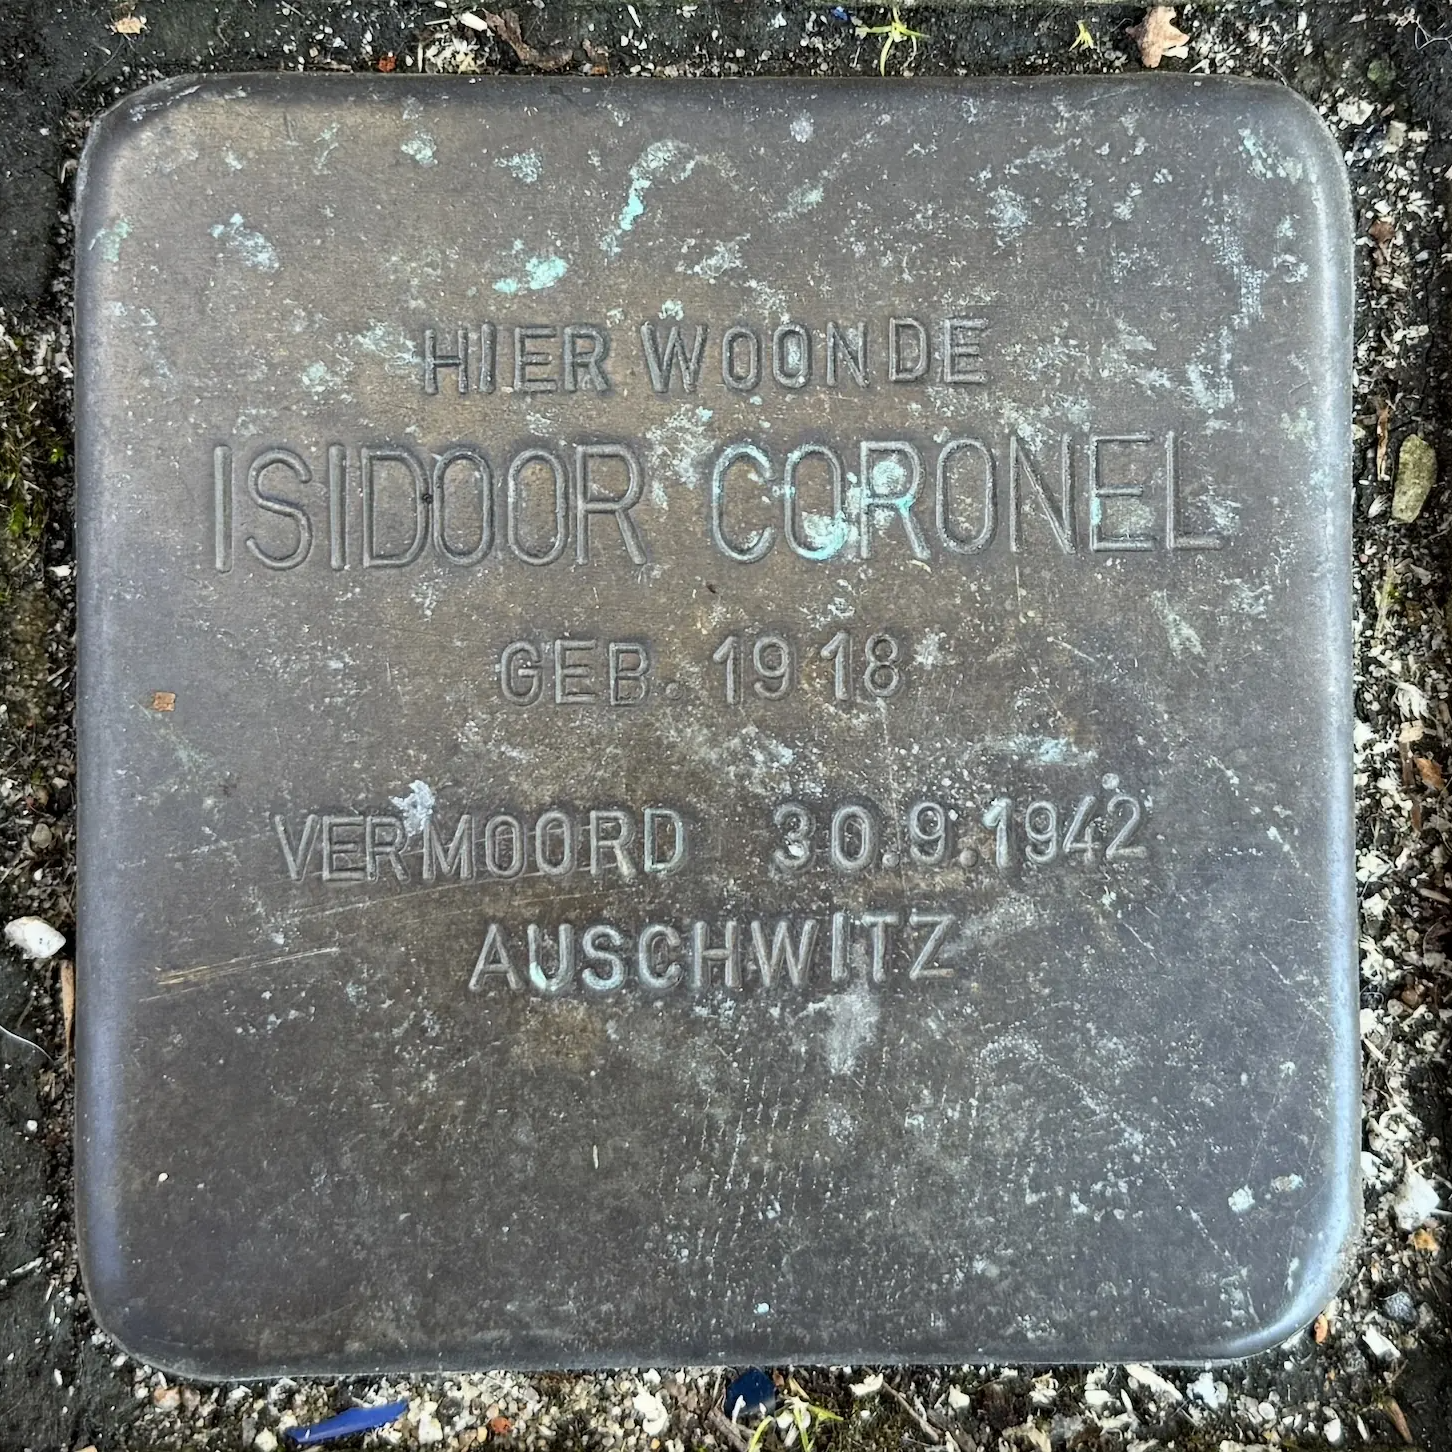 HIER WOONDE
ISIDOOR CORONEL
GEB. 1918
VERMOORD 30.9.1942
AUSCHWITZ